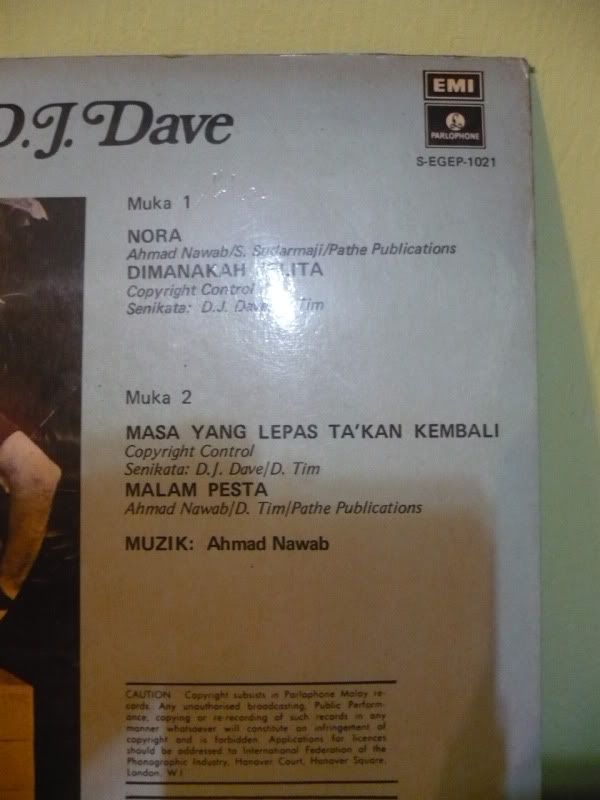 D.J. Dave
EMI
PARLOPHONE
S-EGEP-1021
Muka 1
NORA
Ahmad Nawab/S. Sudarmaji/Pathe Publications
DIMANAKAH
Copyright Control
Senikata: D.J. Dave Tim
Muka 2
MASA YANG LEPAS TA'KAN KEMBALI
Copyright Control
Senikata: D.J. Dave/D. Tim
MALAM PESTA
Ahmad Nawab/D. Tim/Pathe Publications
MUZIK: Ahmad Nawab
CAUTION Copyright subsists in Parlophone Malay re-
cords. Any unauthorised broadcasting, Public Perform-
ance, copying or re-recording of such records in any
manner whatsoever will constitute an infringement of
copyright and is forbidden. Applications for licences
should be addressed to International Federation of the
Phonographic Industry, Hanover Court, Hanover Square,
London. W I